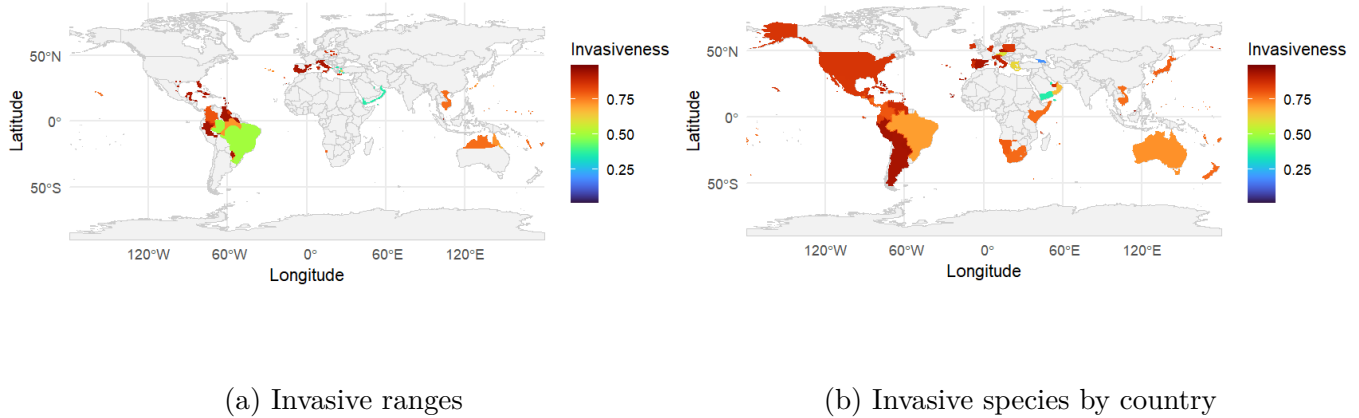 Invasiveness
0.75
0.50
0.25
50°N
0°
50°S
Latitude
120°W
60°W
0°
60°E
120°E
Longitude
(a) Invasive ranges
Invasiveness
0.75
0.50
0.25
50°N
0°
50°S
Latitude
120°W
60°W
0°
60°E
120°E
Longitude
(b) Invasive species by country